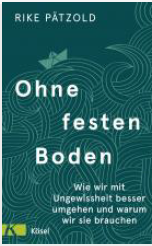 RIKE PÄTZOLD
Ohne
festen
Boden
Wie wir mit
Ungewissheit besser
umgehen und warum
wir sie brauchen
Kösel